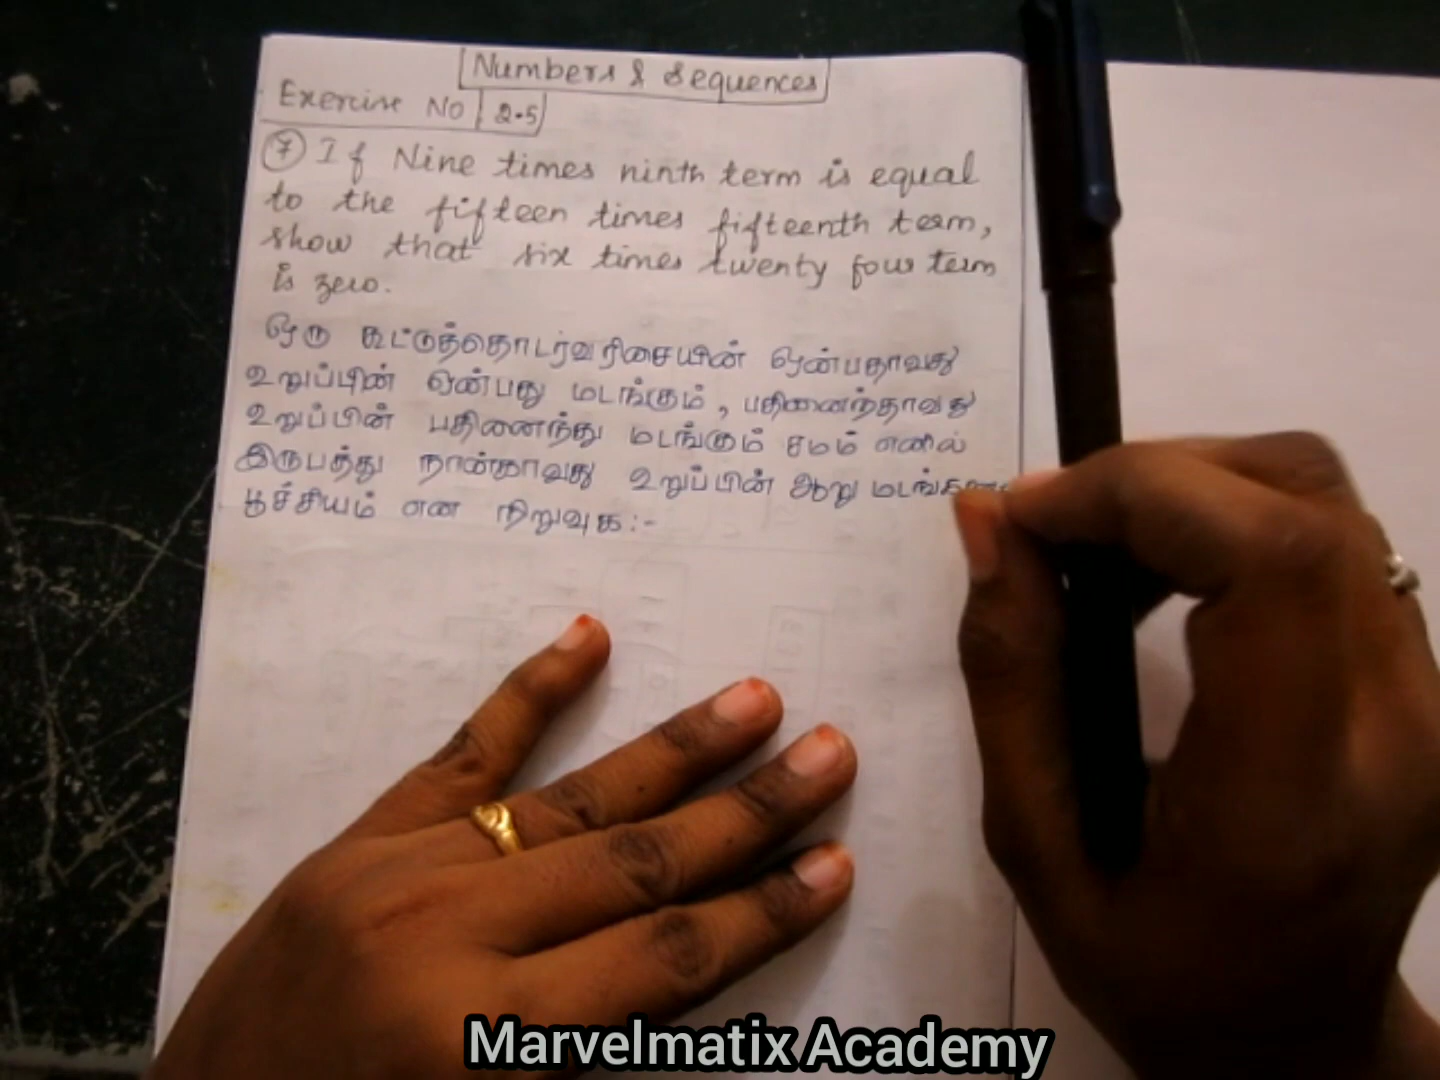 Numbers & Sequences
Exercise No 2.5
7 If Nine times ninth term is equal
to the fifteen times fifteenth term,
show that six times twenty four term
is zero.
ஒரு கூட்டுத்தொடர்வரிசையின் ஒன்பதாவது
உறுப்பின் ஒன்பது மடங்கும், பதினைந்தாவது
உறுப்பின் பதினைந்து மடங்கும் சமம் எனில்
இருபத்து நான்காவது உறுப்பின் ஆறு
பூச்சியம் என நிறுவுக:-
Marvelmatix Academy